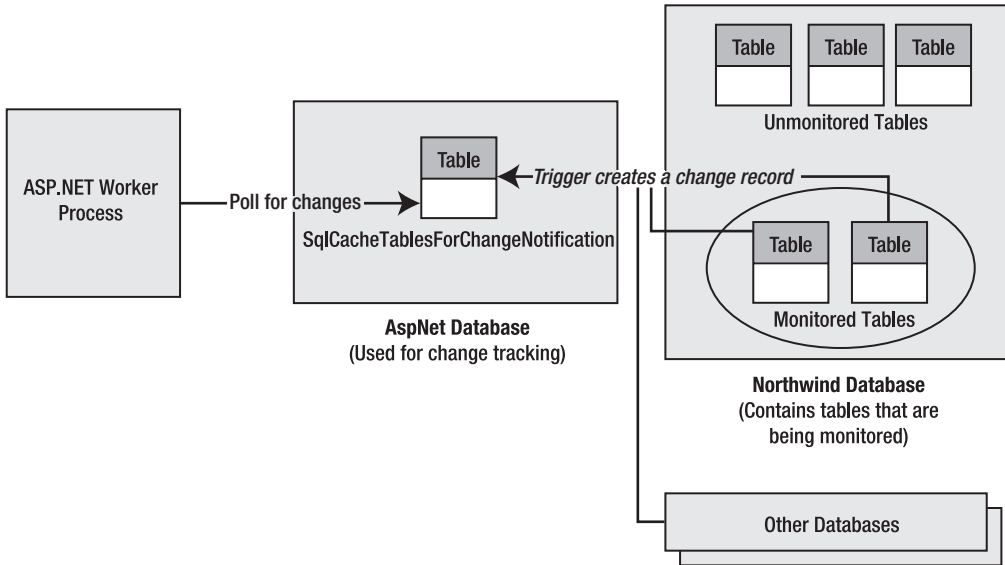 ASP.NET Worker
Process
Poll for changes
Table
SqlCacheTablesForChangeNotification
AspNet Database
(Used for change tracking)
Trigger creates a change record
Table
Table
Table
Unmonitored Tables
Table
Table
Monitored Tables
Northwind Database
(Contains tables that are
being monitored)
Other Databases